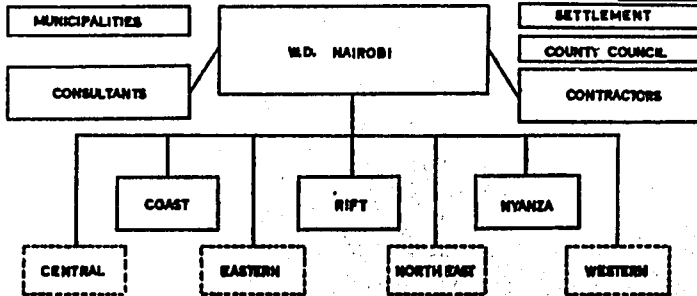 MUNICIPALITIES
SETTLEMENT
W.D. NAIROBI
COUNTY COUNCIL
CONSULTANTS
CONTRACTORS
COAST
RIFT
NYANZA
CENTRAL
EASTERN
NORTH EAST
WESTERN